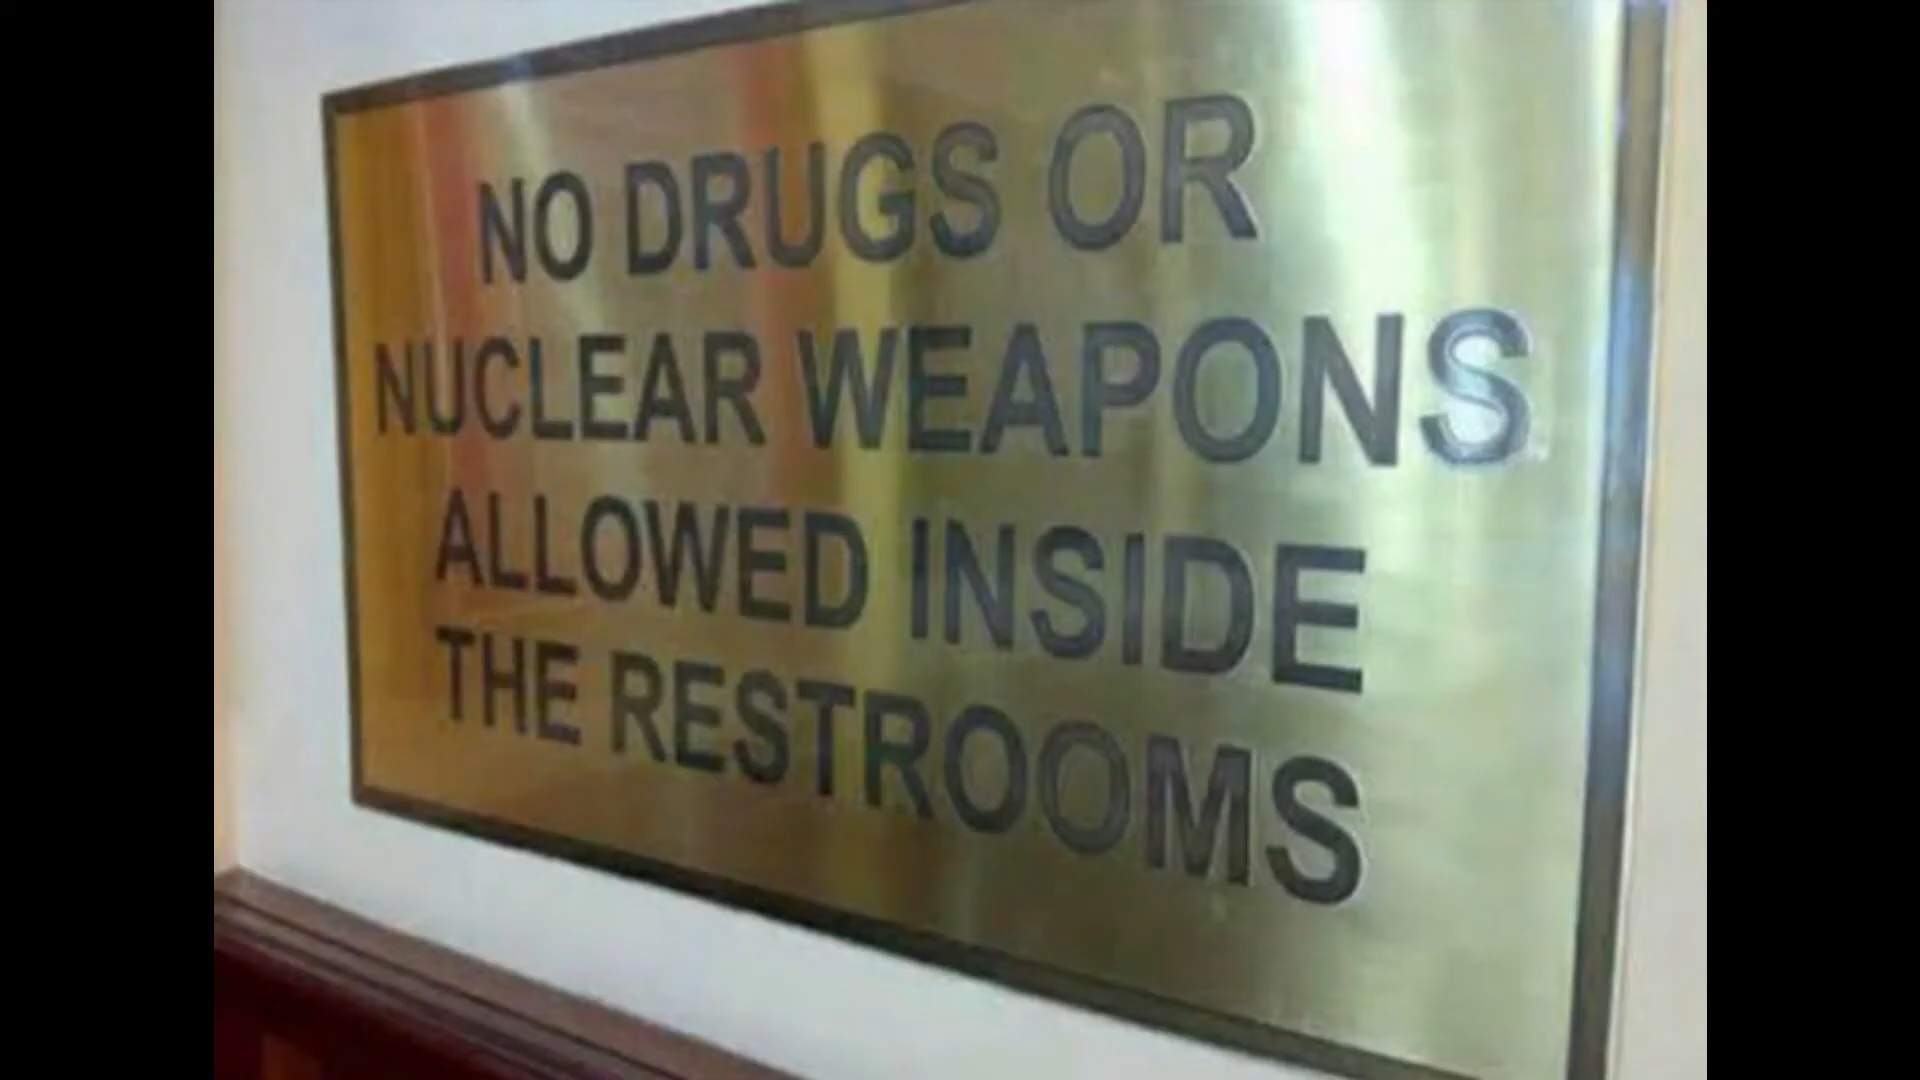 NO DRUGS OR
NUCLEAR WEAPONS
ALLOWED INSIDE
THE RESTROOMS